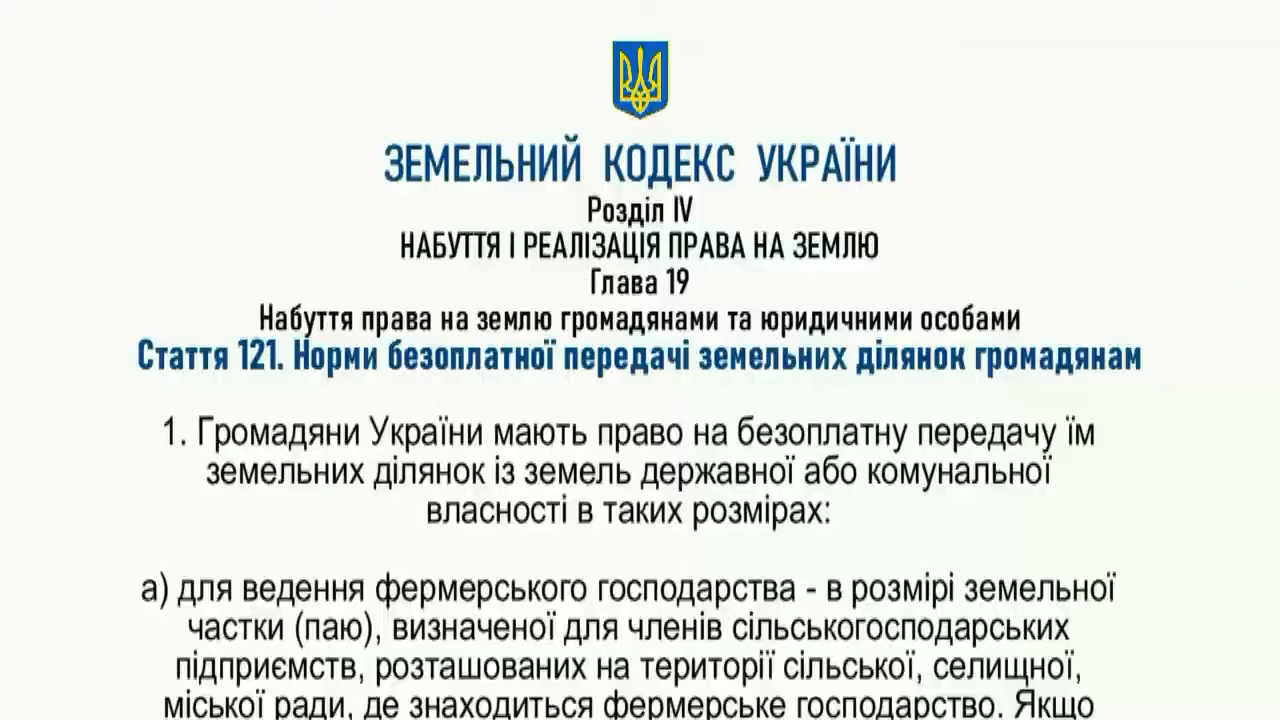 ЗЕМЕЛЬНИЙ КОДЕКС УКРАЇНИ
Розділ IV
НАБУТТЯ І РЕАЛІЗАЦІЯ ПРАВА НА ЗЕМЛЮ
Глава 19
Набуття права на землю громадянами та юридичними особами
Стаття 121. Норми безоплатної передачі земельних ділянок громадянам
1. Громадяни України мають право на безоплатну передачу їм
земельних ділянок із земель державної або комунальної
власності в таких розмірах:
а) для ведення фермерського господарства - в розмірі земельної
частки (паю), визначеної для членів сільськогосподарських
підприємств, розташованих на території сільської, селищної,
міської ради, де знаходиться фермерське господарство. Якщо